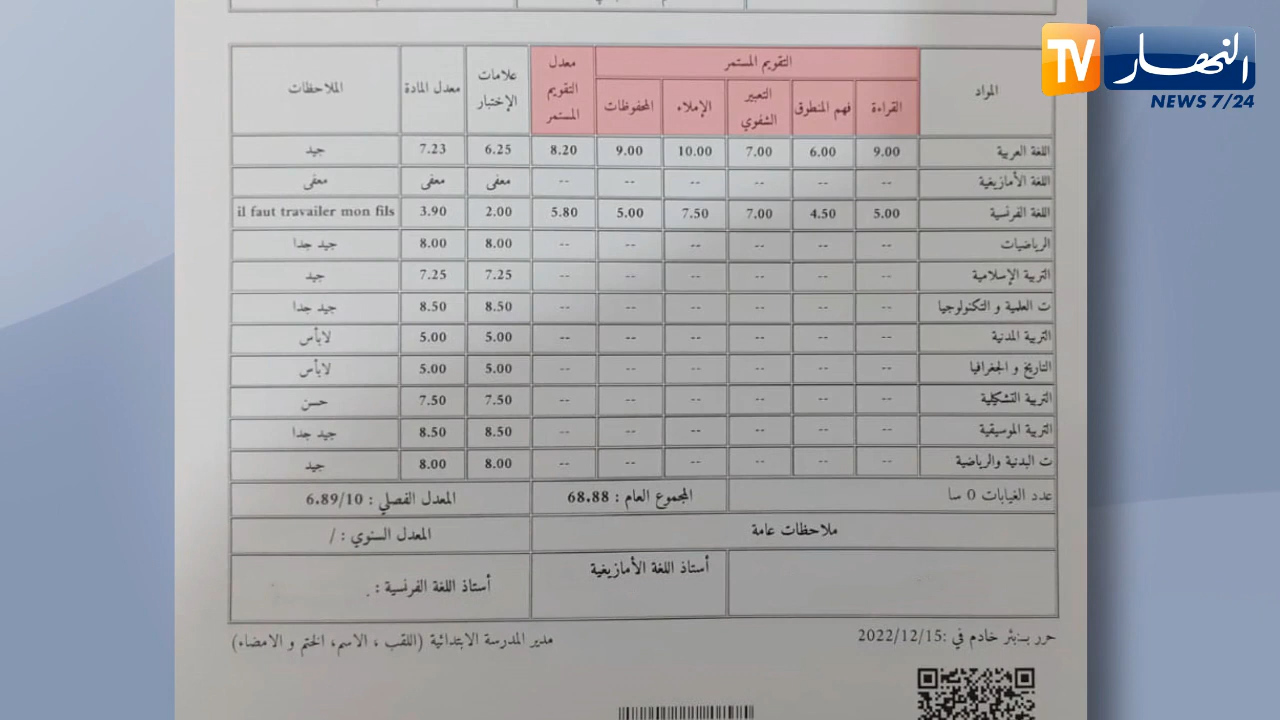 النهار TV
NEWS 7/24
المواد التقويم المستمر معدل التقويم المستمر علامات الإختبار معدل المادة الملاحظات
القراءة فهم المنطوق التعبير الشفوي الإملاء المحفوظات
اللغة العربية 9.00 6.00 7.00 10.00 9.00 8.20 6.25 7.23 جيد
اللغة الأمازيغية -- -- -- -- -- -- معفى معفى معفى
اللغة الفرنسية 5.00 4.50 7.00 7.50 5.00 5.80 2.00 3.90 il faut travailer mon fils
الرياضيات -- -- -- -- -- -- 8.00 8.00 جيد جدا
التربية الإسلامية -- -- -- -- -- -- 7.25 7.25 جيد
ت العلمية و التكنولوجيا -- -- -- -- -- -- 8.50 8.50 جيد جدا
التربية المدنية -- -- -- -- -- -- 5.00 5.00 لابأس
التاريخ و الجغرافيا -- -- -- -- -- -- 5.00 5.00 لابأس
التربية التشكيلية -- -- -- -- -- -- 7.50 7.50 حسن
التربية الموسيقية -- -- -- -- -- -- 8.50 8.50 جيد جدا
ت البدنية والرياضية -- -- -- -- -- -- 8.00 8.00 جيد
عدد الغيابات 0 سا المجموع العام : 68.88 المعدل الفصلي : 6.89/10
ملاحظات عامة المعدل السنوي : /
أستاذ اللغة الأمازيغية أستاذ اللغة الفرنسية : .
حرر بـ:بئر خادم في :2022/12/15 مدير المدرسة الابتدائية (اللقب ، الاسم، الختم و الامضاء)